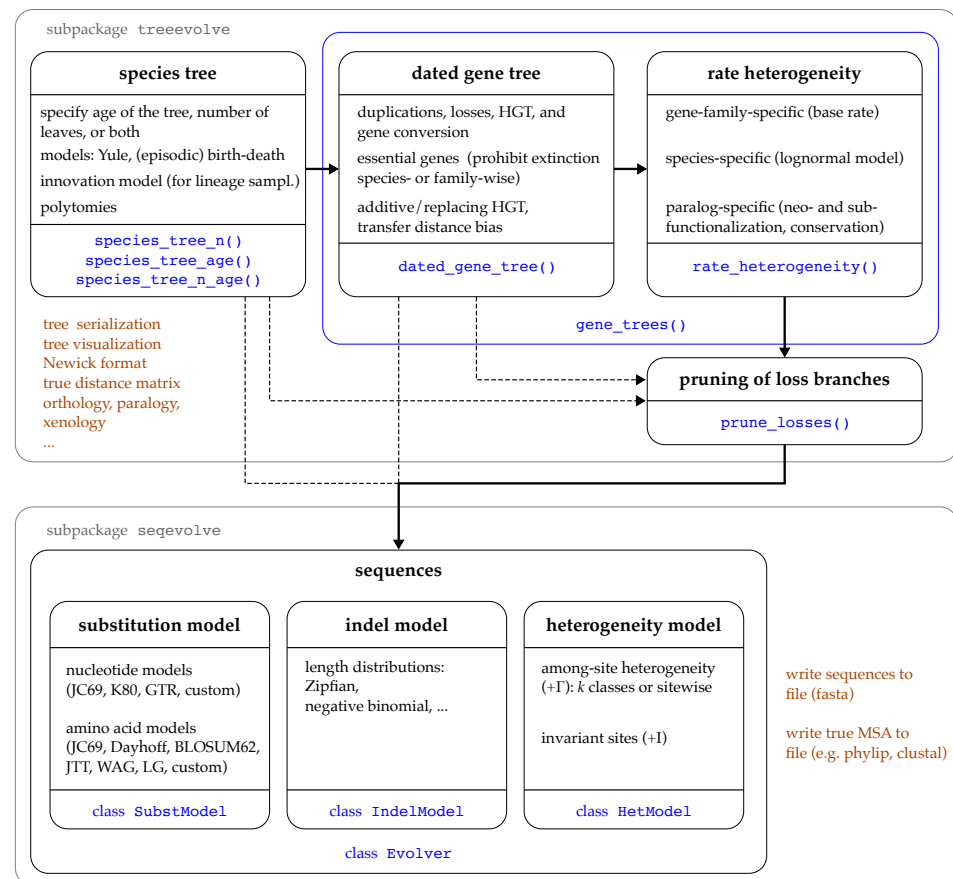 subpackage treeevolve
species tree
specify age of the tree, number of
leaves, or both
models: Yule, (episodic) birth-death
innovation model (for lineage sampl.)
polytomies
species_tree_n()
species_tree_age()
species_tree_n_age()
dated gene tree
duplications, losses, HGT, and
gene conversion
essential genes (prohibit extinction
species- or family-wise)
additive/replacing HGT,
transfer distance bias
dated_gene_tree()
rate heterogeneity
gene-family-specific (base rate)
species-specific (lognormal model)
paralog-specific (neo- and sub-
functionalization, conservation)
rate_heterogeneity()
gene_trees()
tree serialization
tree visualization
Newick format
true distance matrix
orthology, paralogy,
xenology
...
pruning of loss branches
prune_losses()
subpackage seqevolve
sequences
substitution model
nucleotide models
(JC69, K80, GTR, custom)
amino acid models
(JC69, Dayhoff, BLOSUM62,
JTT, WAG, LG, custom)
class SubstModel
indel model
length distributions:
Zipfian,
negative binomial, ...
class IndelModel
heterogeneity model
among-site heterogeneity
(+Γ): k classes or sitewise
invariant sites (+I)
class HetModel
class Evolver
write sequences to
file (fasta)
write true MSA to
file (e.g. phylip, clustal)